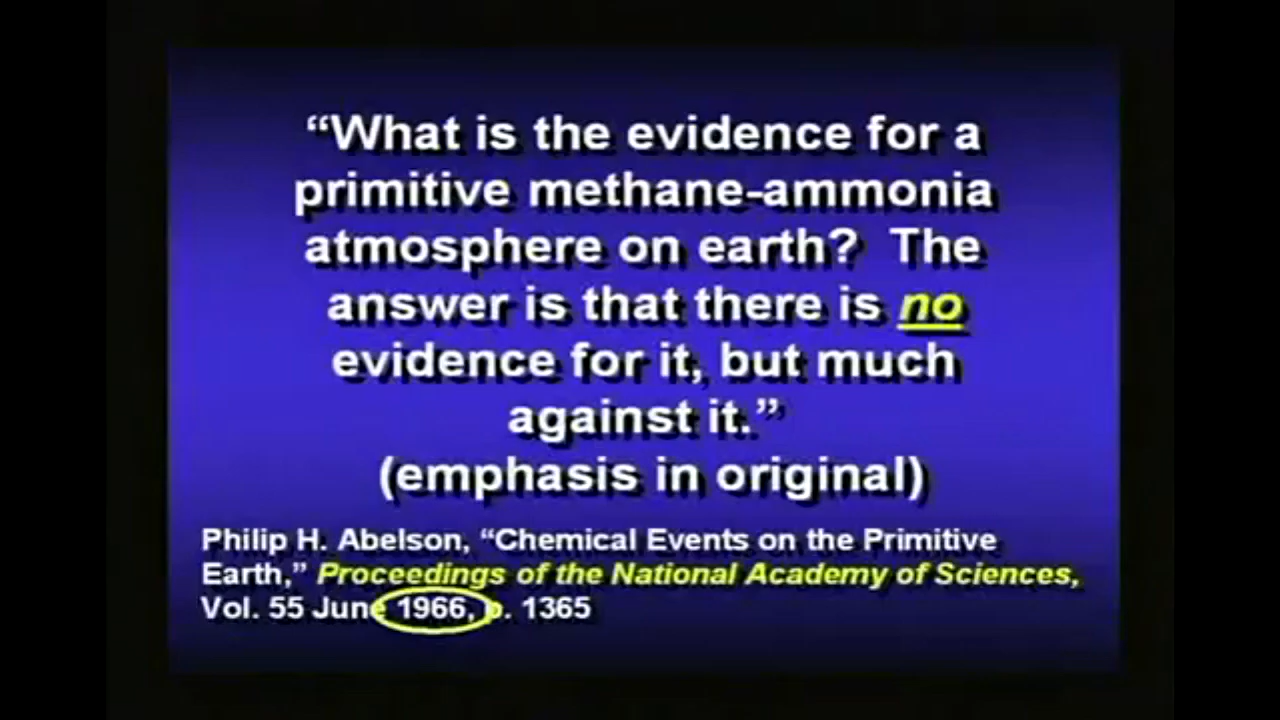 “What is the evidence for a
primitive methane-ammonia
atmosphere on earth? The
answer is that there is no
evidence for it, but much
against it.”
(emphasis in original)
Philip H. Abelson, “Chemical Events on the Primitive
Earth,” Proceedings of the National Academy of Sciences,
Vol. 55 June 1966, p. 1365